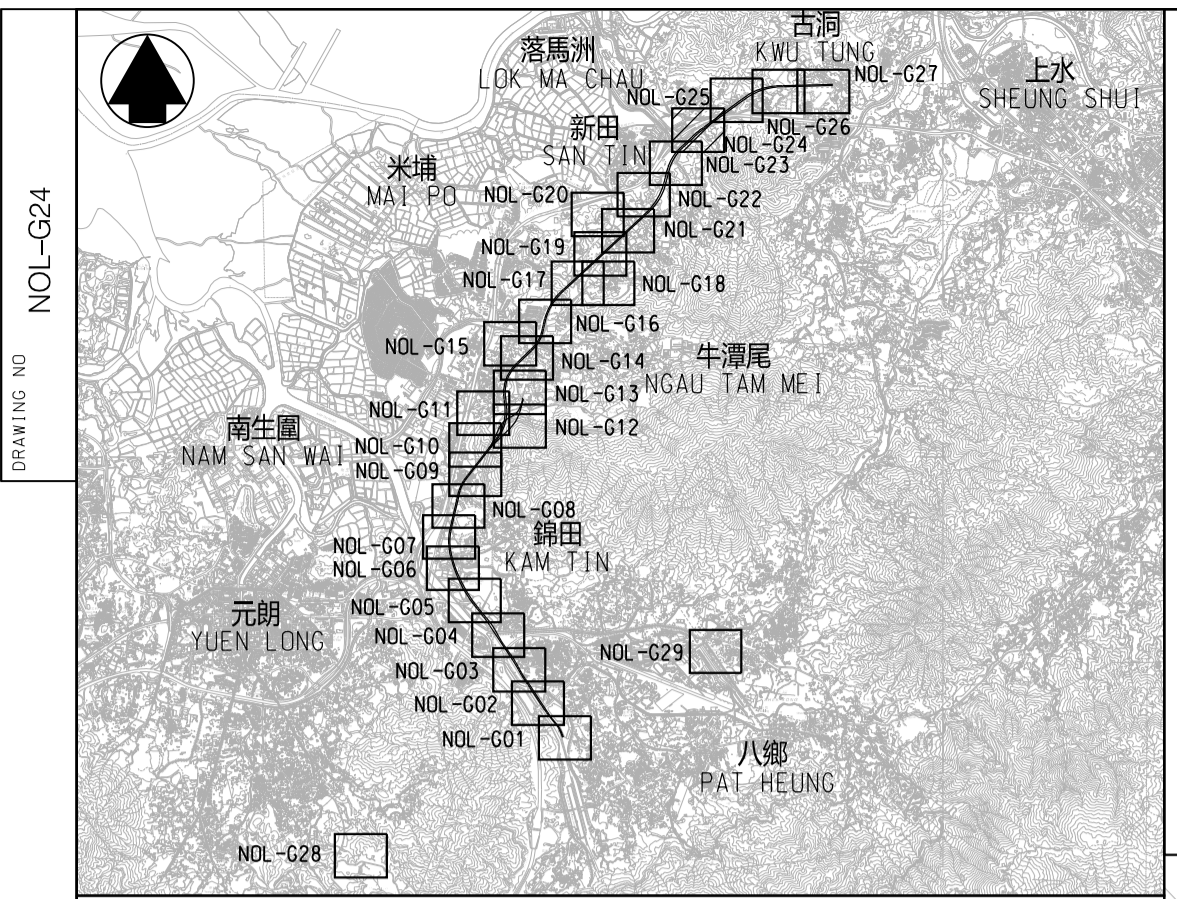 DRAWING NO
NOL-G24
古洞
KWU TUNG
落馬洲
LOK MA CHAU
上水
SHEUNG SHUI
新田
SAN TIN
米埔
MAI PO
NOL-G27
NOL-G25
NOL-G26
NOL-G24
NOL-G23
NOL-G20
NOL-G22
NOL-G21
NOL-G19
NOL-G17
NOL-G18
NOL-G16
NOL-G15
NOL-G14
牛潭尾
NGAU TAM MEI
NOL-G13
NOL-G11
NOL-G12
南生圍
NAM SAN WAI
NOL-G10
NOL-G09
NOL-G08
錦田
KAM TIN
NOL-G07
NOL-G06
元朗
YUEN LONG
NOL-G05
NOL-G04
NOL-G29
NOL-G03
NOL-G02
NOL-G01
八鄉
PAT HEUNG
NOL-G28